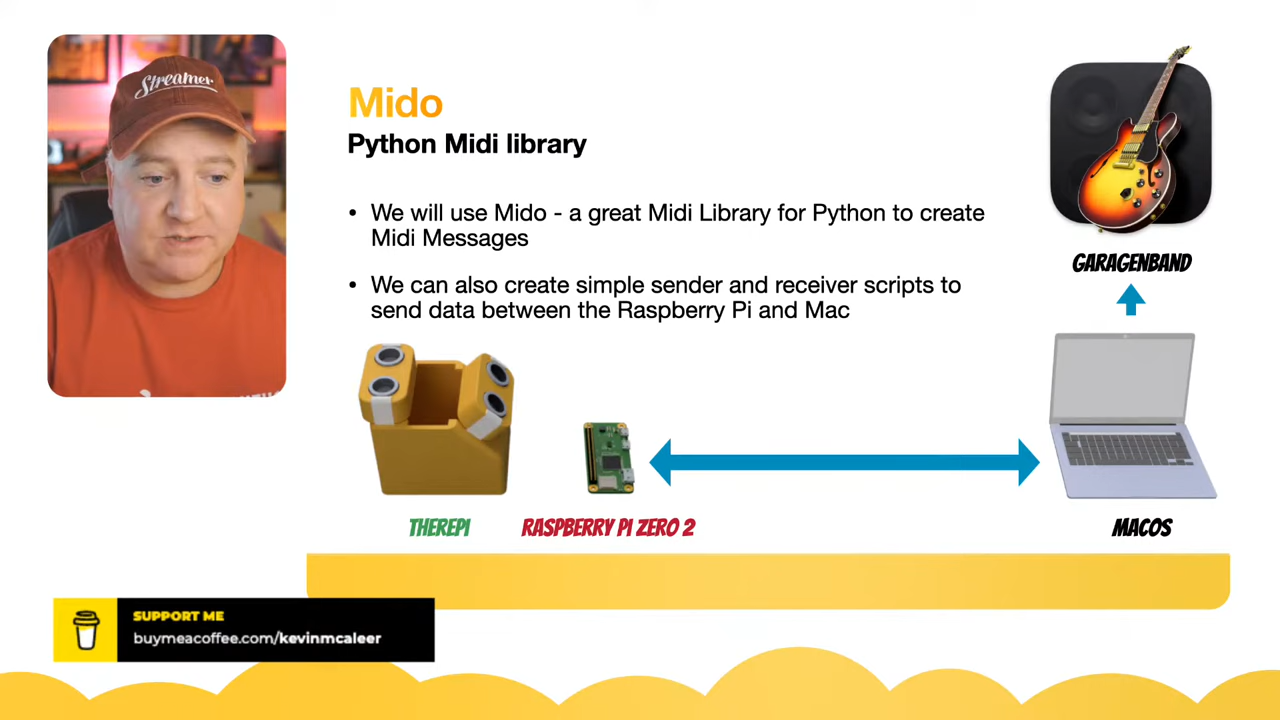 Streamer
Mido
Python Midi library
• We will use Mido - a great Midi Library for Python to create
Midi Messages
• We can also create simple sender and receiver scripts to
send data between the Raspberry Pi and Mac
GARAGENBAND
THEREPI
RASPBERRY PI ZERO 2
MACOS
SUPPORT ME
buymeacoffee.com/kevinmcaleer